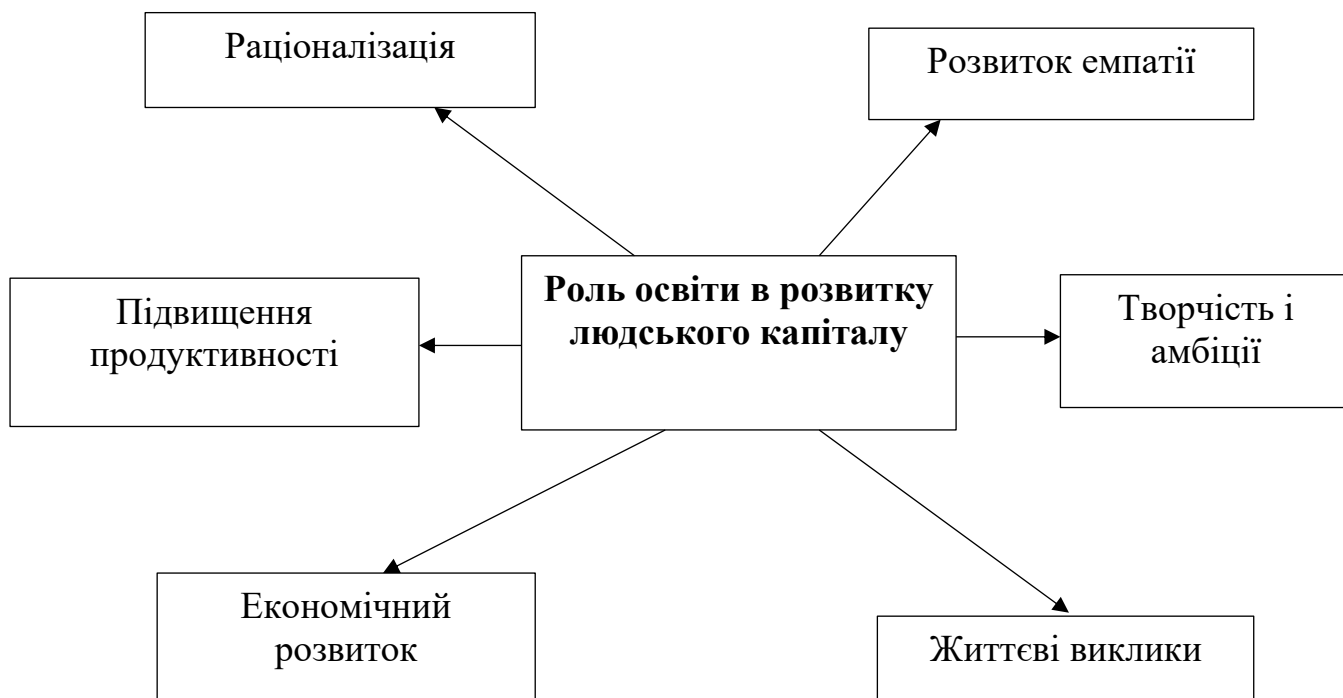 Раціоналізація
Розвиток емпатії
Роль освіти в розвитку
людського капіталу
Підвищення
продуктивності
Творчість і
амбіції
Економічний
розвиток
Життєві виклики